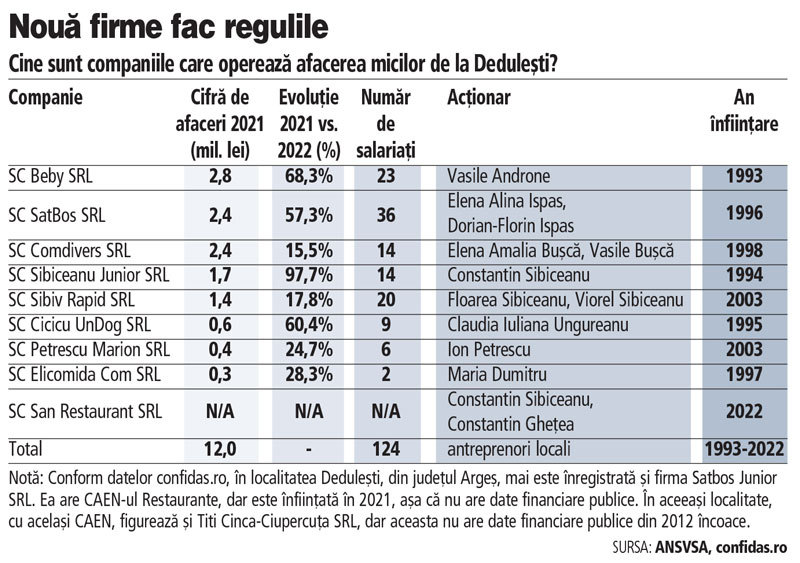 Nouă firme fac regulile
Cine sunt companiile care operează afacerea micilor de la Dedulești?
Companie Cifră de afaceri 2021 (mil. lei) Evoluție 2021 vs. 2022 (%) Număr de salariați Acționar An înființare
SC Beby SRL 2,8 68,3% 23 Vasile Androne 1993
SC SatBos SRL 2,4 57,3% 36 Elena Alina Ispas, Dorian-Florin Ispas 1996
SC Comdivers SRL 2,4 15,5% 14 Elena Amalia Bușcă, Vasile Bușcă 1998
SC Sibiceanu Junior SRL 1,7 97,7% 14 Constantin Sibiceanu 1994
SC Sibiv Rapid SRL 1,4 17,8% 20 Floarea Sibiceanu, Viorel Sibiceanu 2003
SC Cicicu UnDog SRL 0,6 60,4% 9 Claudia Iuliana Ungureanu 1995
SC Petrescu Marion SRL 0,4 24,7% 6 Ion Petrescu 2003
SC Elicomida Com SRL 0,3 28,3% 2 Maria Dumitru 1997
SC San Restaurant SRL N/A N/A N/A Constantin Sibiceanu, Constantin Ghețea 2022
Total 12,0 - 124 antreprenori locali 1993-2022
Notă: Conform datelor confidas.ro, în localitatea Dedulești, din județul Argeș, mai este înregistrată și firma Satbos Junior
SRL. Ea are CAEN-ul Restaurante, dar este înființată în 2021, așa că nu are date financiare publice. În aceeași localitate,
cu același CAEN, figurează și Titi Cinca-Ciupercuța SRL, dar aceasta nu are date financiare publice din 2012 încoace.
SURSA: ANSVSA, confidas.ro